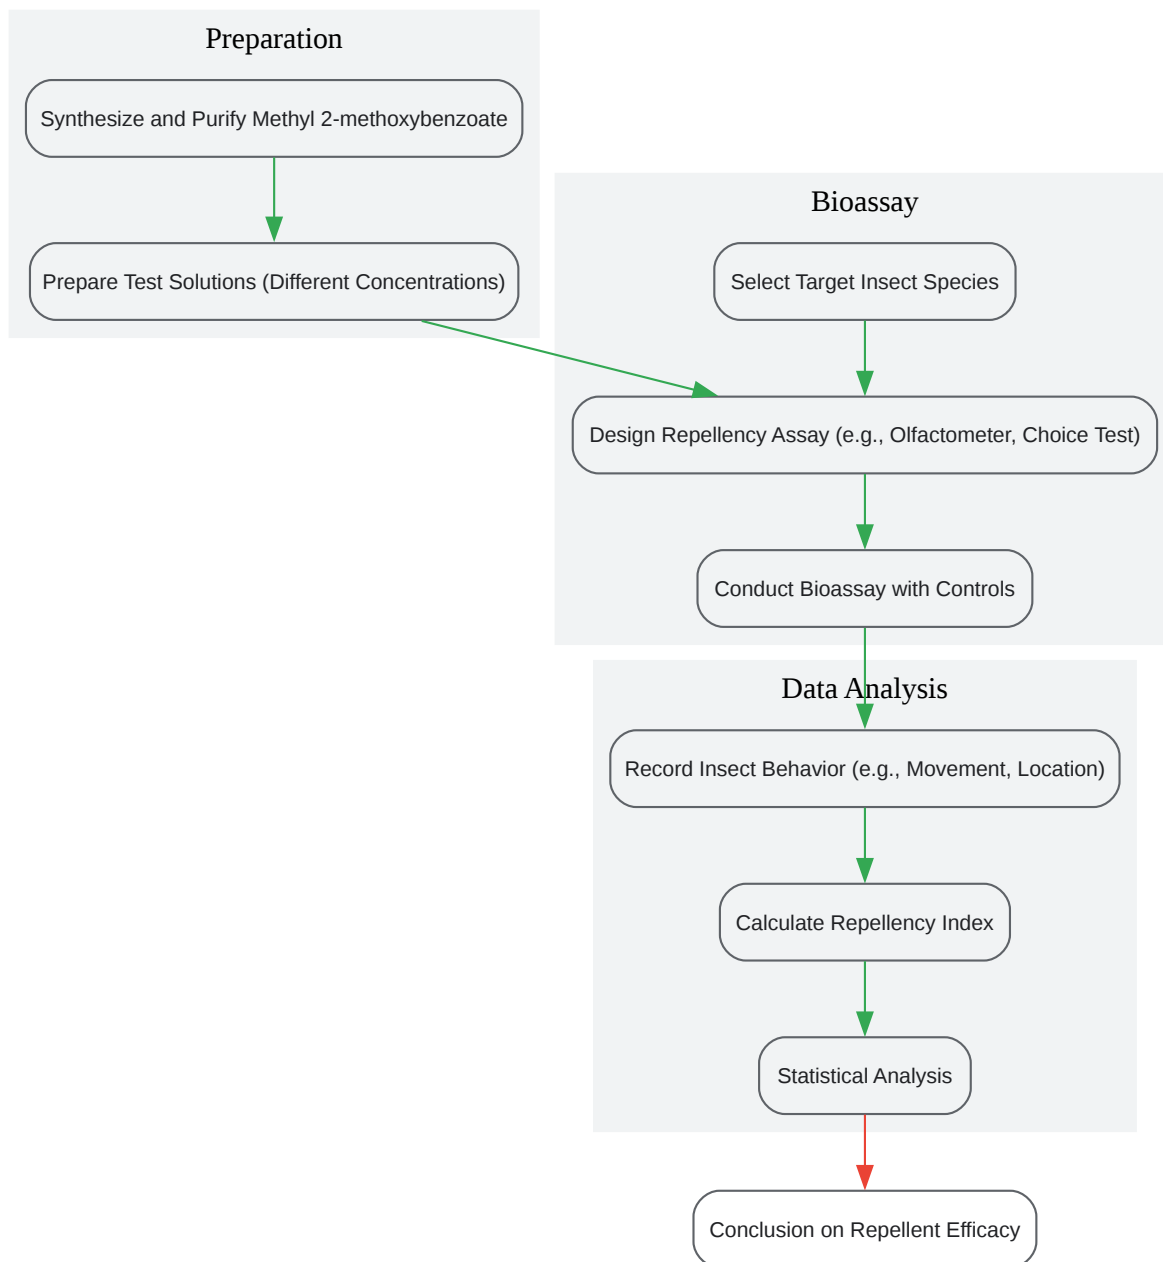 Preparation
Synthesize and Purify Methyl 2-methoxybenzoate
Prepare Test Solutions (Different Concentrations)
Bioassay
Select Target Insect Species
Design Repellency Assay (e.g., Olfactometer, Choice Test)
Conduct Bioassay with Controls
Data Analysis
Record Insect Behavior (e.g., Movement, Location)
Calculate Repellency Index
Statistical Analysis
Conclusion on Repellent Efficacy